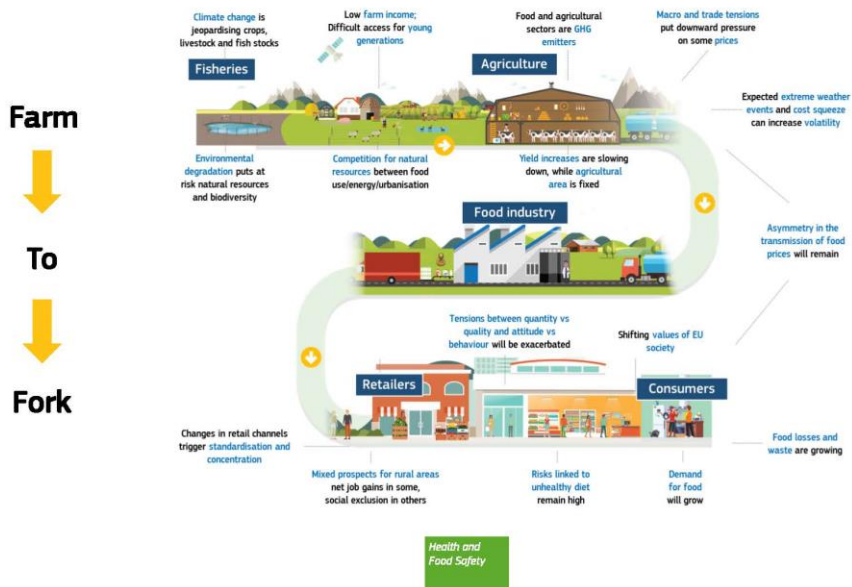 Climate change is
jeopardising crops,
livestock and fish stocks
Low farm income;
Difficult access for young
generations
Food and agricultural
sectors are GHG
emitters
Macro and trade tensions
put downward pressure
on some prices
Fisheries
Agriculture
Expected extreme weather
events and cost squeeze
can increase volatility
Farm
Environmental
degradation puts at
risk natural resources
and biodiversity
Competition for natural
resources between food
use/energy/urbanisation
Yield increases are slowing
down, while agricultural
area is fixed
Food industry
To
Asymmetry in the
transmission of food
prices will remain
Tensions between quantity vs
quality and attitude vs
behaviour will be exacerbated
Shifting values of EU
society
Retailers
Consumers
Fork
Changes in retail channels
trigger standardisation and
concentration
Food losses and
waste are growing
Mixed prospects for rural areas
net job gains in some,
social exclusion in others
Risks linked to
unhealthy diet
remain high
Demand
for food
will grow
Health and
Food Safety